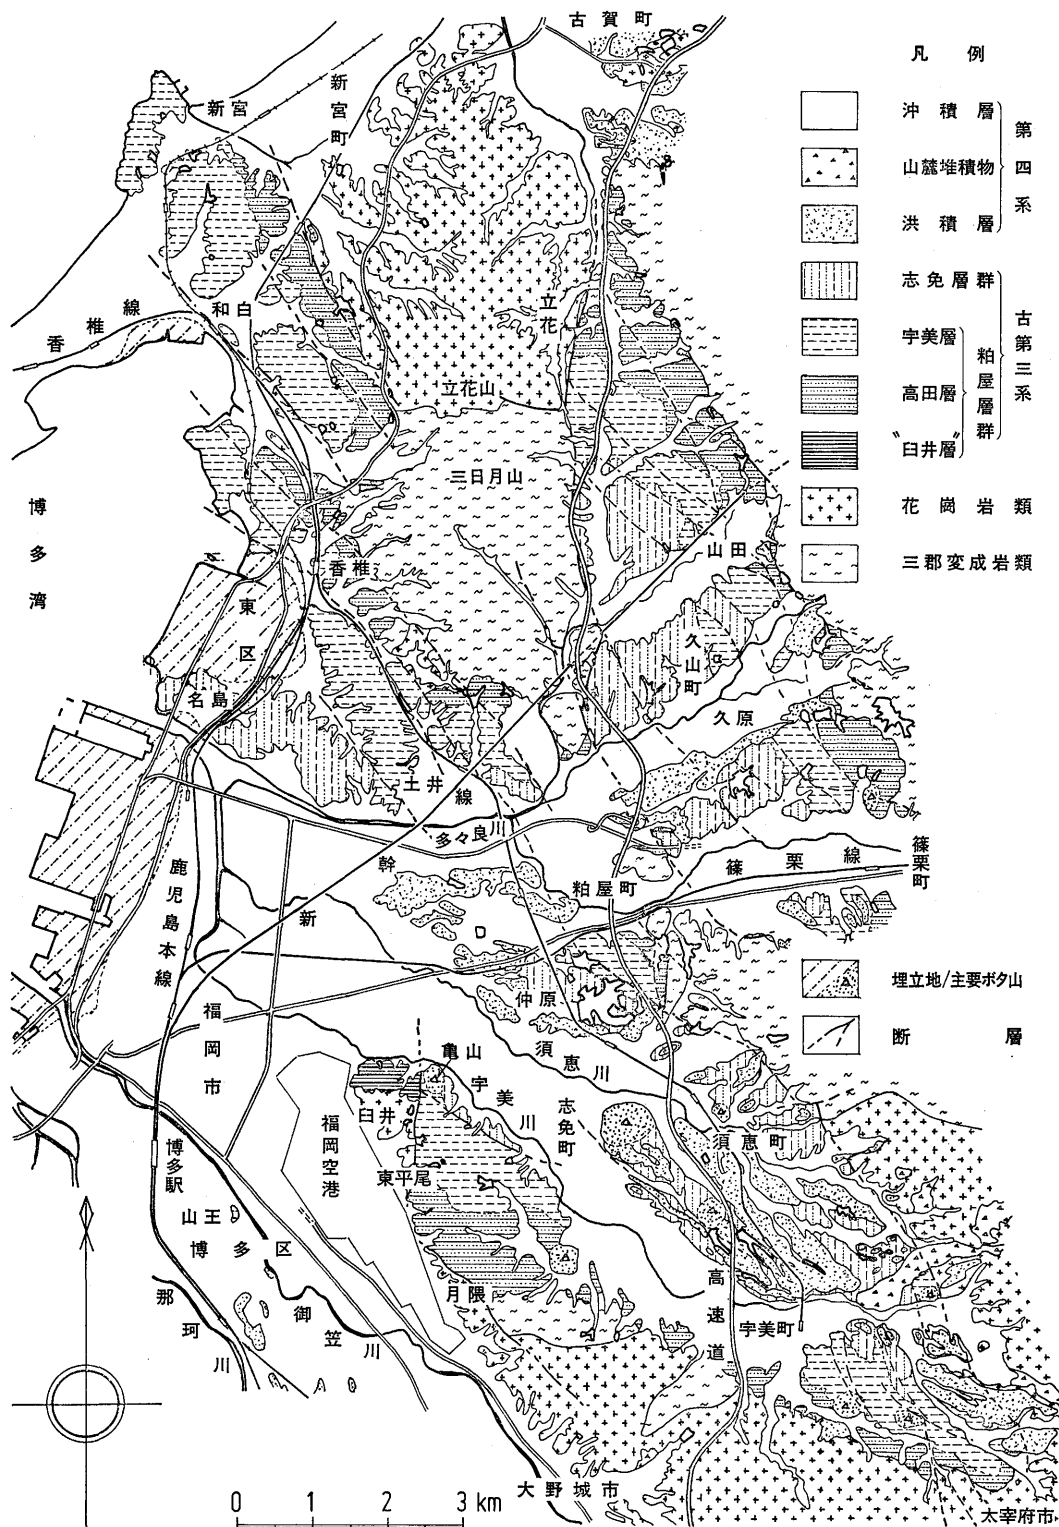 古賀町
新宮
新宮町
香椎線
和白
立花
立花山
三日月山
博多湾
香椎
山田
東区
名島
久山町
久原
土井
線
多々良川
幹
新
鹿児島本線
粕屋町
篠栗線
篠栗町
福岡市
仲原
亀山
宇美川
須恵川
臼井
志免町
須恵町
福岡空港
東平尾
博多駅
山王
博多区
月隈
御笠川
那珂川
高速道
宇美町
大野城市
太宰府市
0 1 2 3 km
凡例
沖積層
山麓堆積物
洪積層
第四系
志免層群
宇美層
高田層
"臼井層"
粕屋層群
古第三系
花崗岩類
三郡変成岩類
埋立地/主要ボタ山
断層